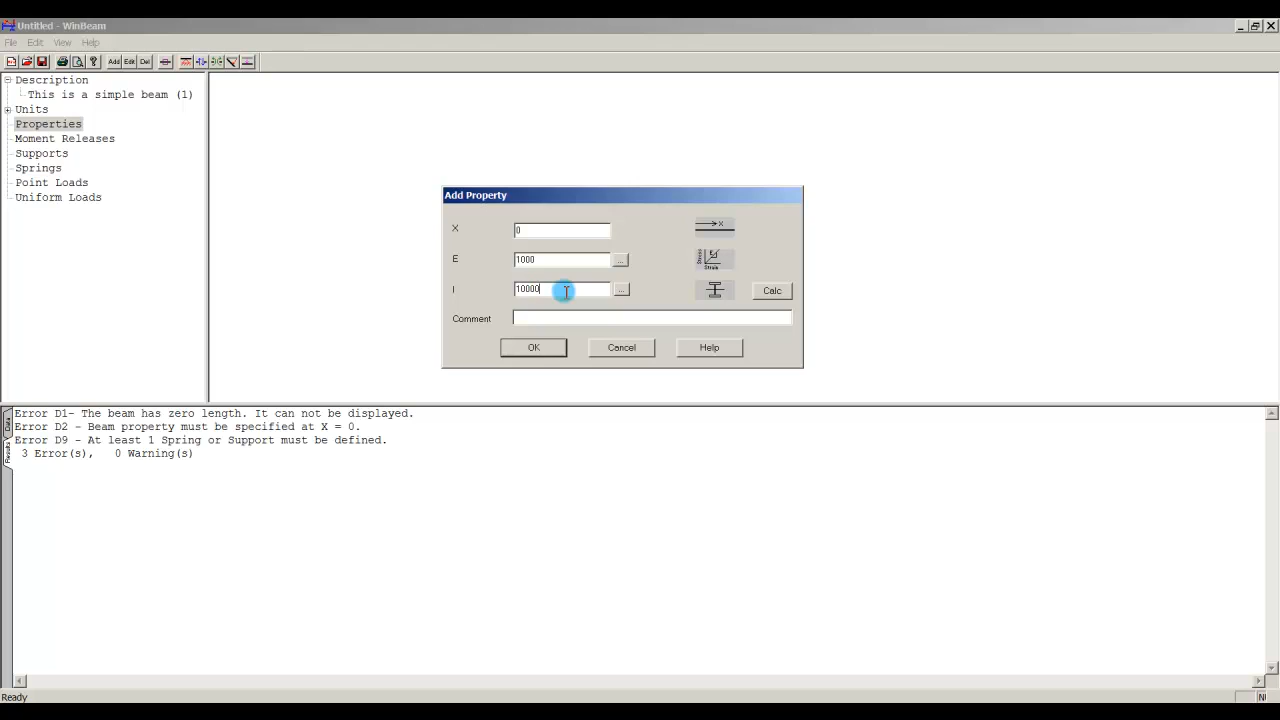 Untitled - WinBeam
File Edit View Help
Add Edit Del
Description
This is a simple beam (1)
Units
Properties
Moment Releases
Supports
Springs
Point Loads
Uniform Loads
Add Property
X 0
E 1000 ...
I 10000 ... Calc
Comment
OK Cancel Help
Error D1- The beam has zero length. It can not be displayed.
Error D2 - Beam property must be specified at X = 0.
Error D9 - At least 1 Spring or Support must be defined.
3 Error(s), 0 Warning(s)
Data
Results
Ready